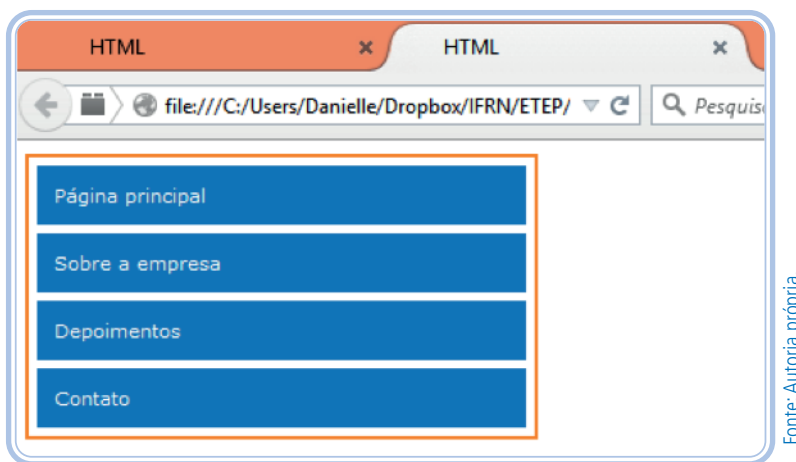 HTML
HTML
file:///C:/Users/Danielle/Dropbox/IFRN/ETEP/
Pesquis
Página principal
Sobre a empresa
Depoimentos
Contato
Fonte: Autoria própria